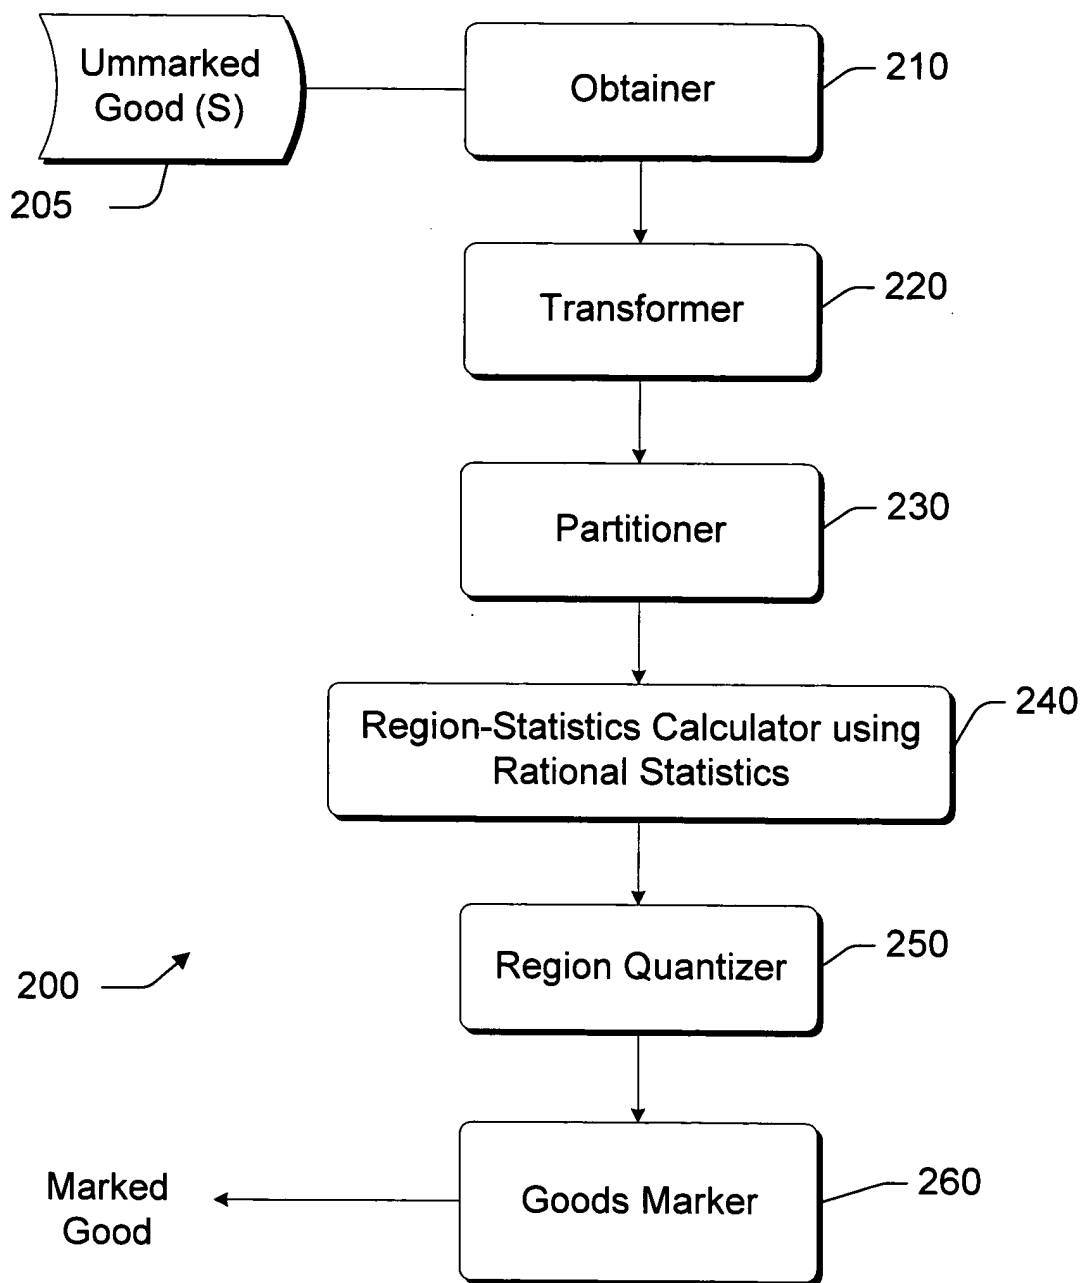 Ummarked
Good (S)
205
Obtainer
210
Transformer
220
Partitioner
230
Region-Statistics Calculator using
Rational Statistics
240
Region Quantizer
250
200
Goods Marker
260
Marked
Good